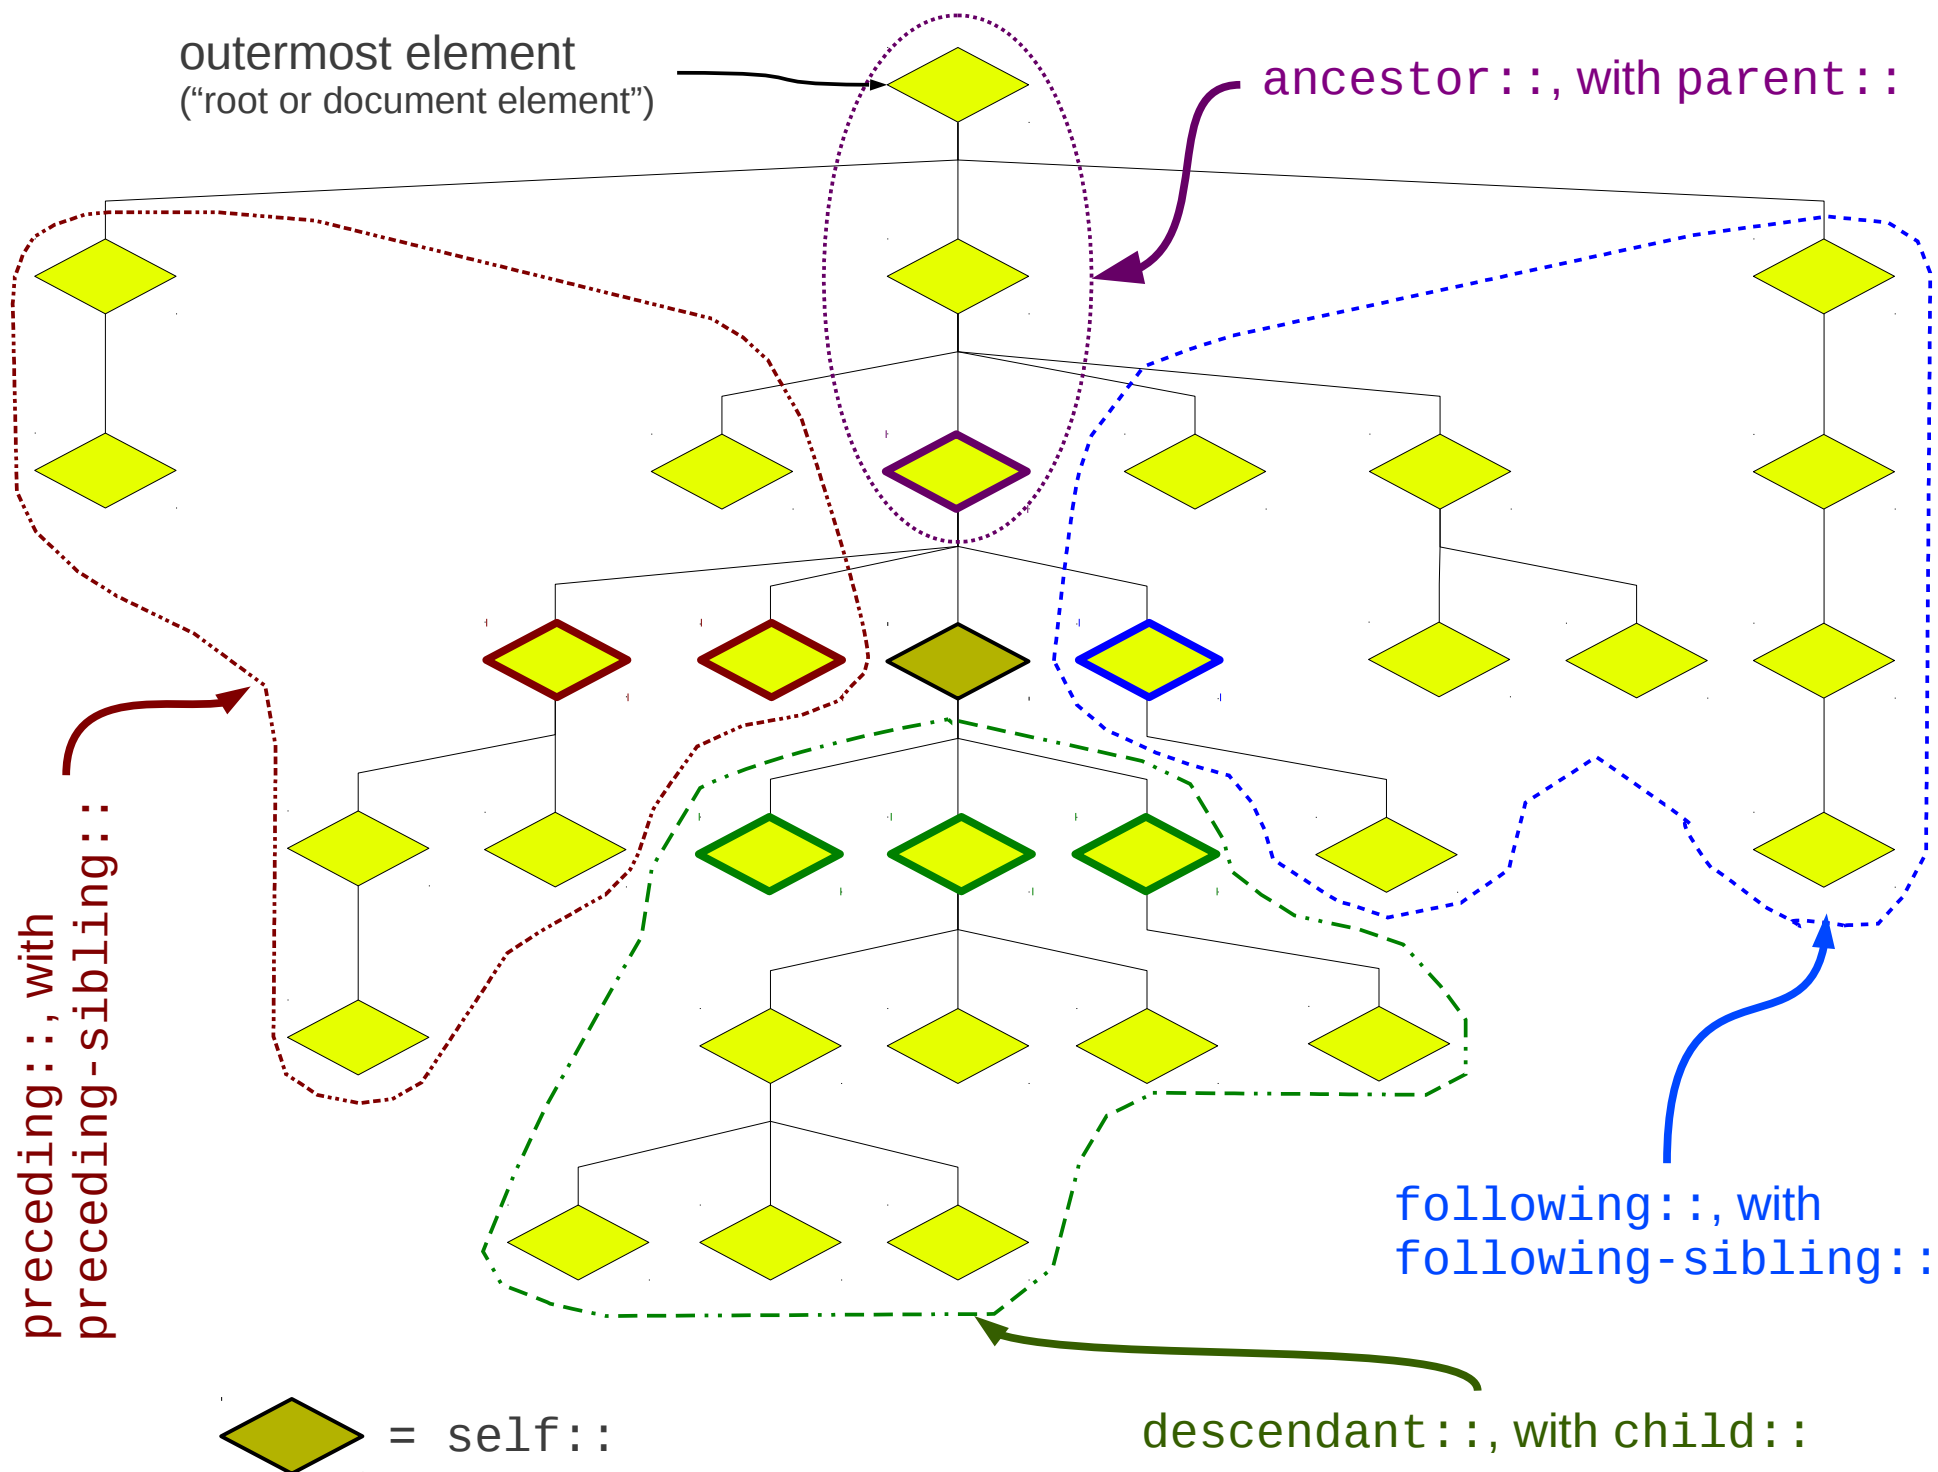 outermost element
(“root or document element”)
ancestor::, with parent::
preceding::, with
preceding-sibling::
following::, with
following-sibling::
descendant::, with child::
= self::